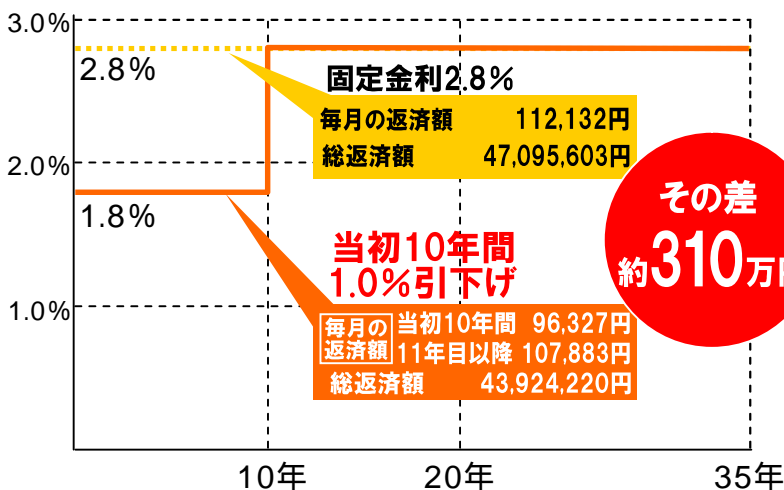 3.0%
2.8%
固定金利2.8%
毎月の返済額 112,132円
総返済額 47,095,603円
2.0%
1.8%
その差
約310万円
当初10年間
1.0%引下げ
1.0%
毎月の返済額
当初10年間 96,327円
11年目以降 107,883円
総返済額 43,924,220円
10年 20年 35年